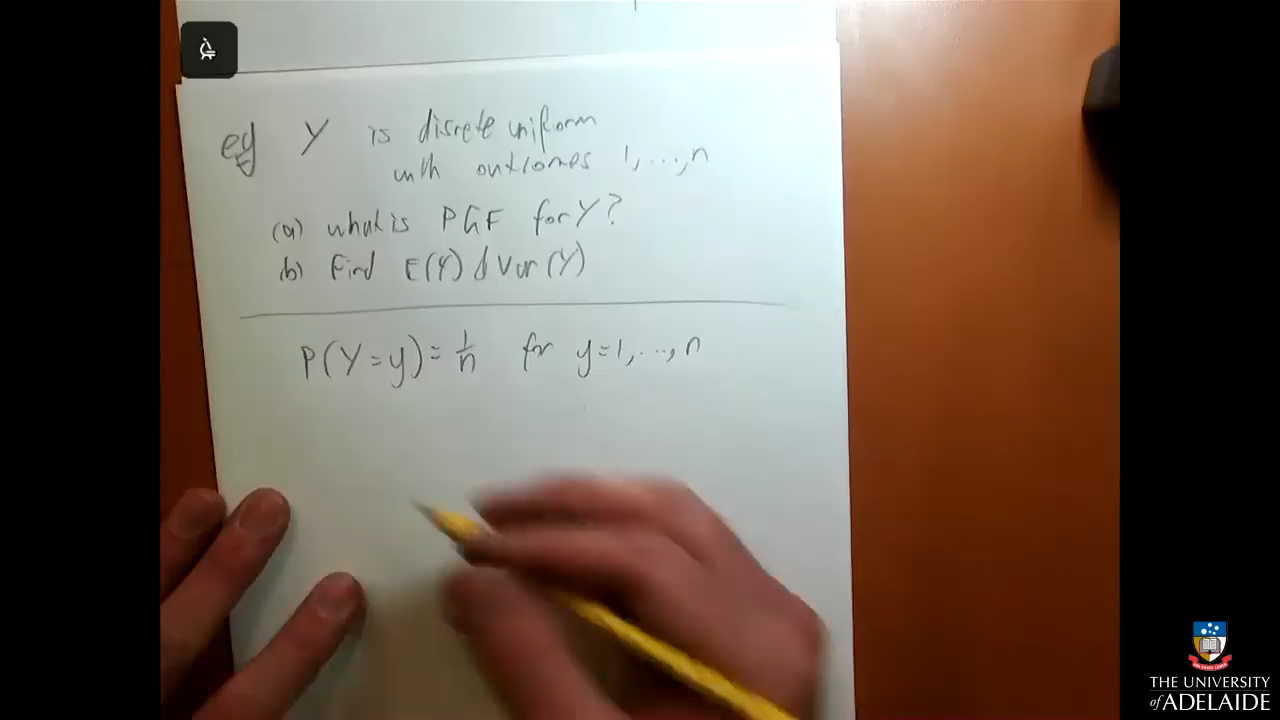 eg Y is discrete uniform
with outcomes 1,...,n
(a) what is PGF for Y?
(b) Find E(Y) & Var(Y)
P(Y=y) = 1/n for y=1,...,n
THE UNIVERSITY
of ADELAIDE